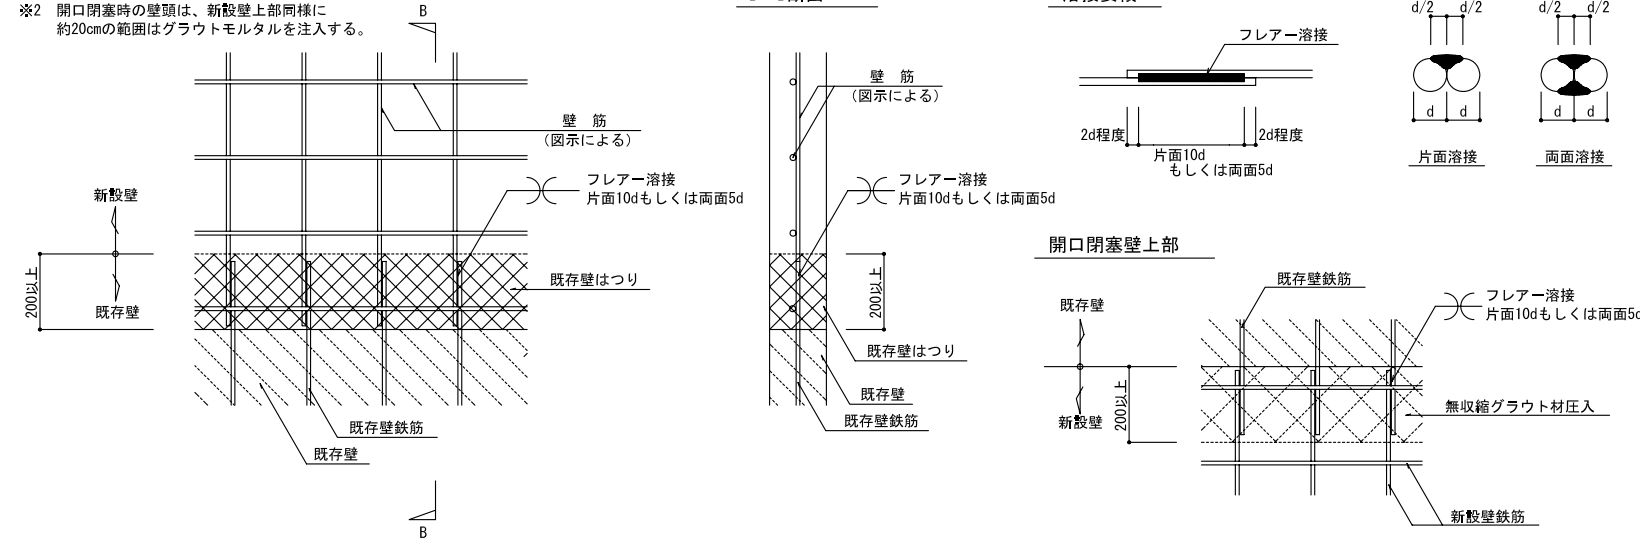 ※2 開口閉塞時の壁頭は、新設壁上部同様に
約20cmの範囲はグラウトモルタルを注入する。
B
壁 筋
(図示による)
新設壁
既存壁
200以上
フレアー溶接
片面10dもしくは両面5d
既存壁はつり
既存壁鉄筋
既存壁
B
壁 筋
(図示による)
フレアー溶接
片面10dもしくは両面5d
200以上
既存壁はつり
既存壁
既存壁鉄筋
フレアー溶接
2d程度
2d程度
片面10d
もしくは両面5d
d/2
d/2
d
d
片面溶接
d/2
d/2
d
d
両面溶接
開口閉塞壁上部
既存壁鉄筋
既存壁
新設壁
200以上
フレアー溶接
片面10dもしくは両面5d
無収縮グラウト材圧入
新設壁鉄筋